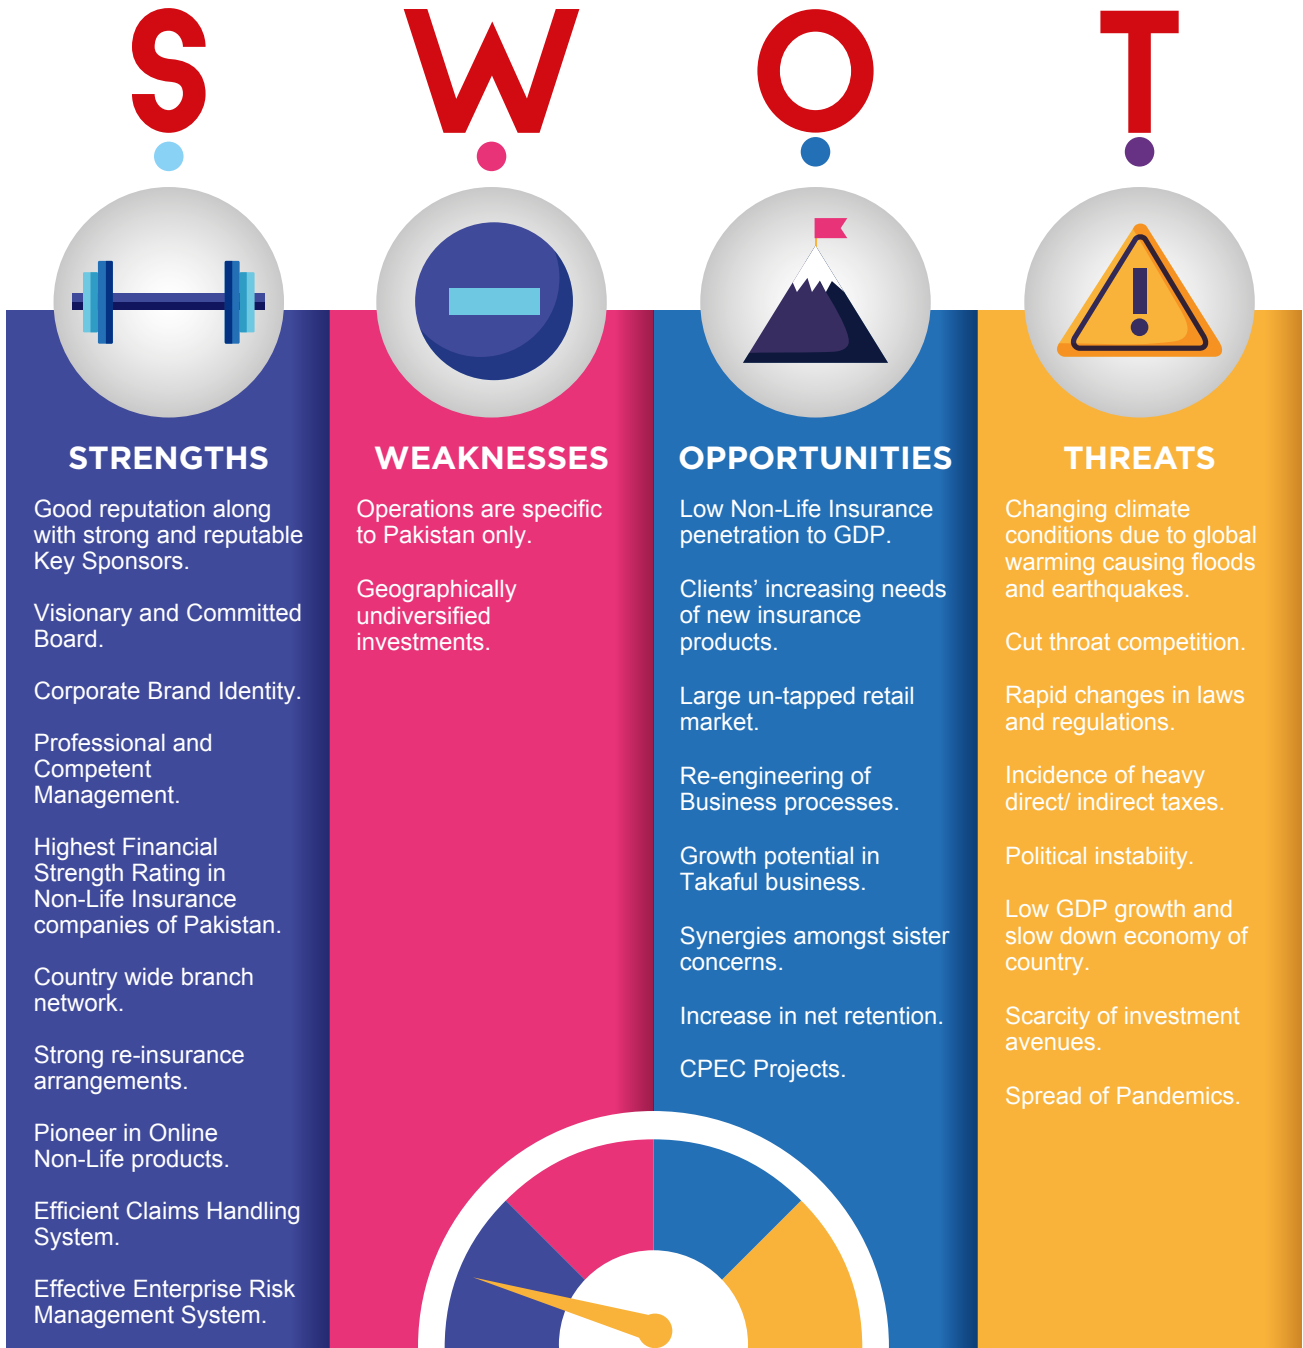 S W O T
STRENGTHS
Good reputation along
with strong and reputable
Key Sponsors.
Visionary and Committed
Board.
Corporate Brand Identity.
Professional and
Competent
Management.
Highest Financial
Strength Rating in
Non-Life Insurance
companies of Pakistan.
Country wide branch
network.
Strong re-insurance
arrangements.
Pioneer in Online
Non-Life products.
Efficient Claims Handling
System.
Effective Enterprise Risk
Management System.
WEAKNESSES
Operations are specific
to Pakistan only.
Geographically
undiversified
investments.
OPPORTUNITIES
Low Non-Life Insurance
penetration to GDP.
Clients’ increasing needs
of new insurance
products.
Large un-tapped retail
market.
Re-engineering of
Business processes.
Growth potential in
Takaful business.
Synergies amongst sister
concerns.
Increase in net retention.
CPEC Projects.
THREATS
Changing climate
conditions due to global
warming causing floods
and earthquakes.
Cut throat competition.
Rapid changes in laws
and regulations.
Incidence of heavy
direct/ indirect taxes.
Political instabiity.
Low GDP growth and
slow down economy of
country.
Scarcity of investment
avenues.
Spread of Pandemics.